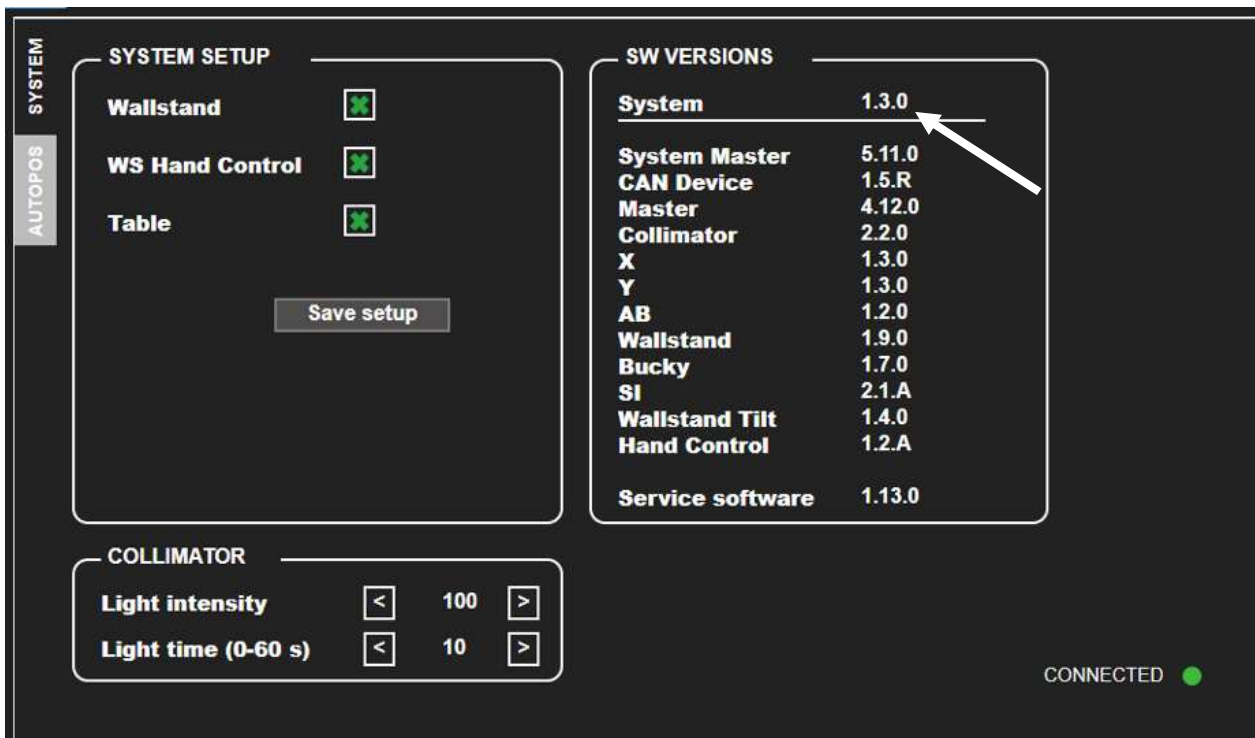 SYSTEM
AUTOPOS
SYSTEM SETUP
Wallstand
WS Hand Control
Table
Save setup
SW VERSIONS
System 1.3.0
System Master 5.11.0
CAN Device 1.5.R
Master 4.12.0
Collimator 2.2.0
X 1.3.0
Y 1.3.0
AB 1.2.0
Wallstand 1.9.0
Bucky 1.7.0
SI 2.1.A
Wallstand Tilt 1.4.0
Hand Control 1.2.A
Service software 1.13.0
COLLIMATOR
Light intensity < 100 >
Light time (0-60 s) < 10 >
CONNECTED